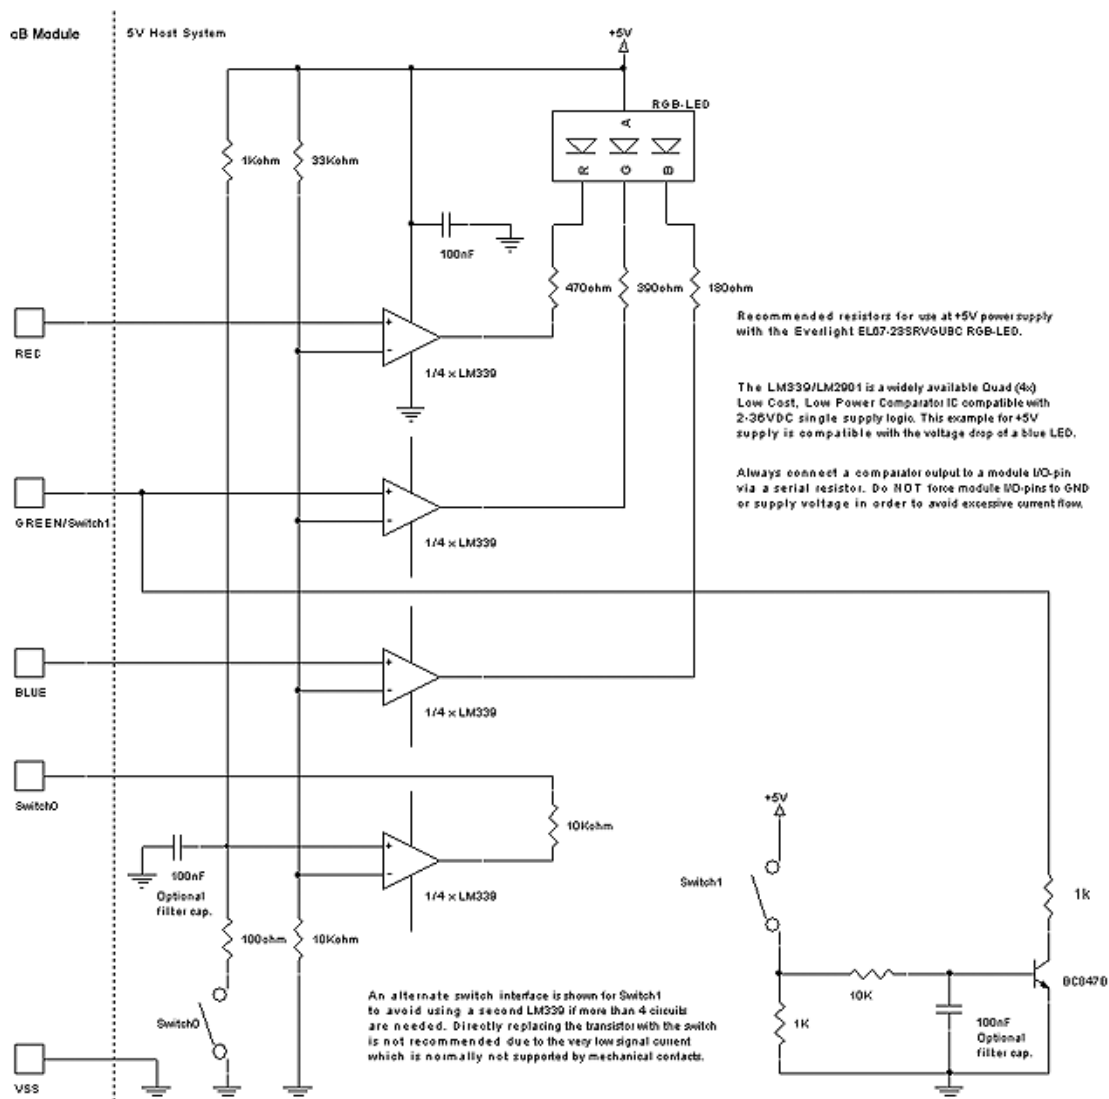 cB Module
5V Host System
+5V
RGB-LED
A
R
G
B
1Kohm
33Kohm
100nF
470ohm
390ohm
180ohm
RED
+
-
1/4 x LM339
Recommended resistors for use at +5V power supply
with the Everlight EL67-23SRVGUBC RGB-LED.
The LM339/LM2901 is a widely available Quad (4x)
Low Cost, Low Power Comparator IC compatible with
2-36VDC single supply logic. This example for +5V
supply is compatible with the voltage drop of a blue LED.
Always connect a comparator output to a module I/O-pin
via a serial resistor. Do NOT force module I/O-pins to GND
or supply voltage in order to avoid excessive current flow.
GREEN/Switch1
+
-
1/4 x LM339
BLUE
+
-
1/4 x LM339
Switch0
10Kohm
+5V
100nF
Optional
filter cap.
+
-
1/4 x LM339
Switch1
1k
100ohm
10Kohm
BC847B
10K
1K
100nF
Optional
filter cap.
Switch0
An alternate switch interface is shown for Switch1
to avoid using a second LM339 if more than 4 circuits
are needed. Directly replacing the transistor with the switch
is not recommended due to the very low signal current
which is normally not supported by mechanical contacts.
VSS